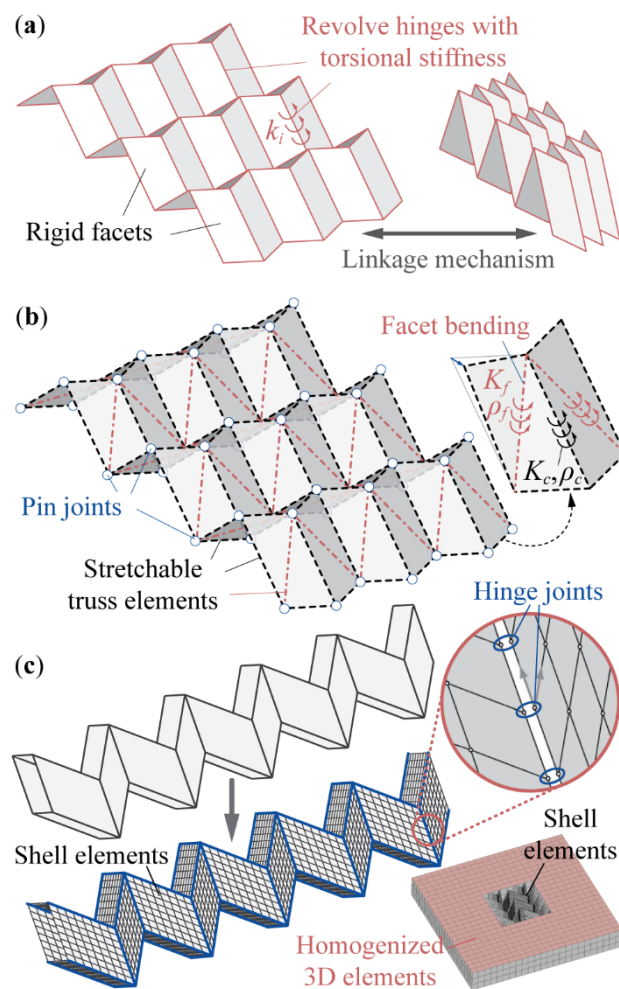 (a)
Revolve hinges with
torsional stiffness
kᵢ
Rigid facets
Linkage mechanism
(b)
Facet bending
K_f
ρ_f
K_c, ρ_c
Pin joints
Stretchable
truss elements
Hinge joints
(c)
Shell elements
Shell
elements
Homogenized
3D elements